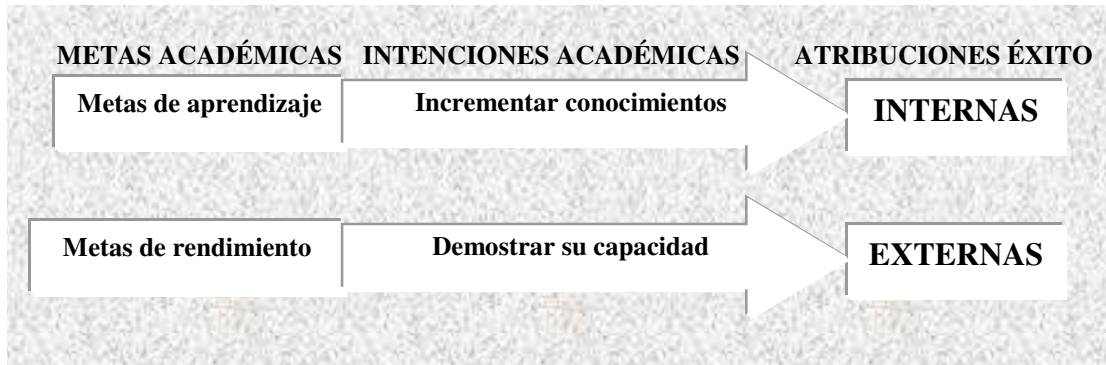 METAS ACADÉMICAS INTENCIONES ACADÉMICAS ATRIBUCIONES ÉXITO
Metas de aprendizaje Incrementar conocimientos INTERNAS
Metas de rendimiento Demostrar su capacidad EXTERNAS